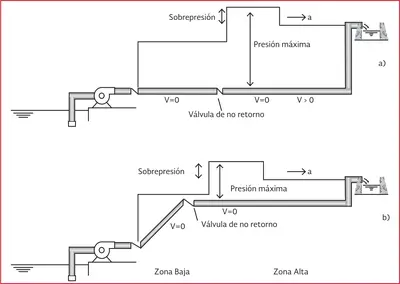 Sobrepresión
a
Presión máxima
a)
V=0
V=0
V > 0
Válvula de no retorno
Sobrepresión
a
Presión máxima
V=0
b)
V=0
Válvula de no retorno
Zona Baja
Zona Alta